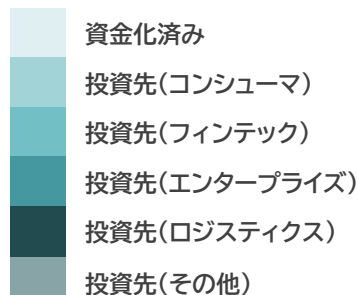 資金化済み
投資先(コンシューマ)
投資先(フィンテック)
投資先(エンタープライズ)
投資先(ロジスティクス)
投資先(その他)